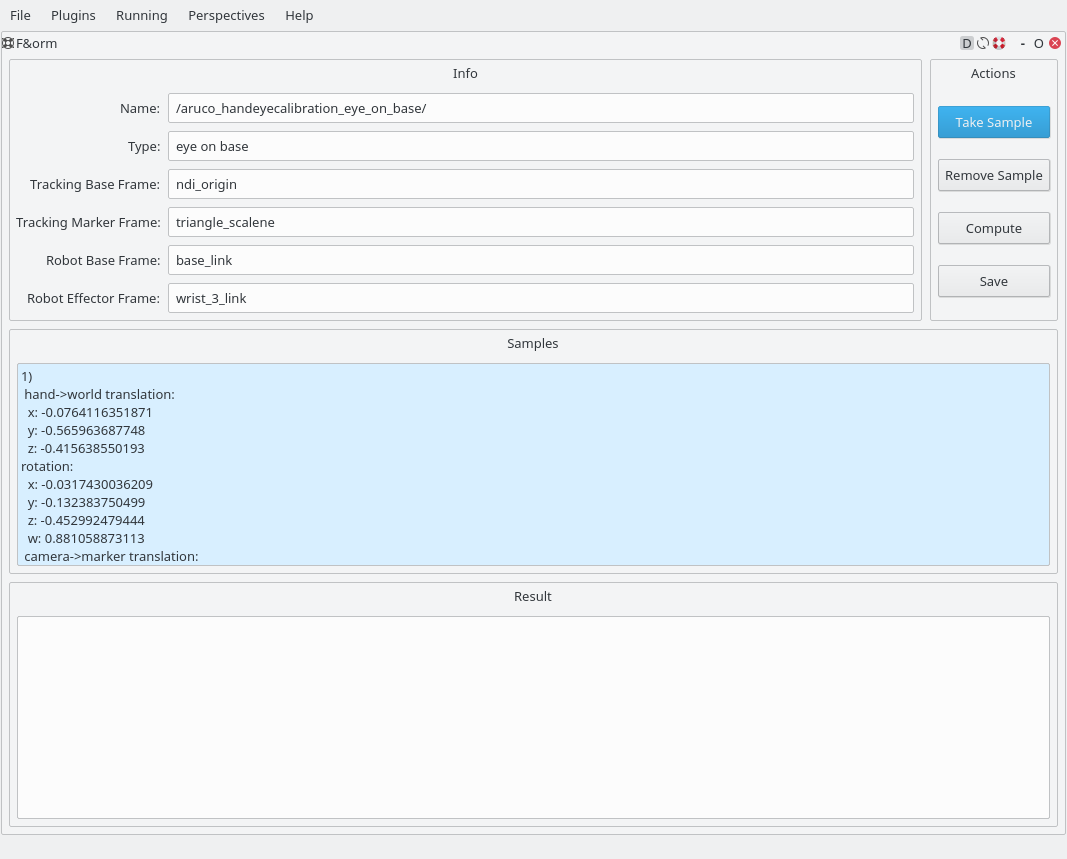 File Plugins Running Perspectives Help
F&orm D - O
Info
Name: /aruco_handeyecalibration_eye_on_base/
Type: eye on base
Tracking Base Frame: ndi_origin
Tracking Marker Frame: triangle_scalene
Robot Base Frame: base_link
Robot Effector Frame: wrist_3_link
Actions
Take Sample
Remove Sample
Compute
Save
Samples
1)
hand->world translation:
x: -0.0764116351871
y: -0.565963687748
z: -0.415638550193
rotation:
x: -0.0317430036209
y: -0.132383750499
z: -0.452992479444
w: 0.881058873113
camera->marker translation:
Result